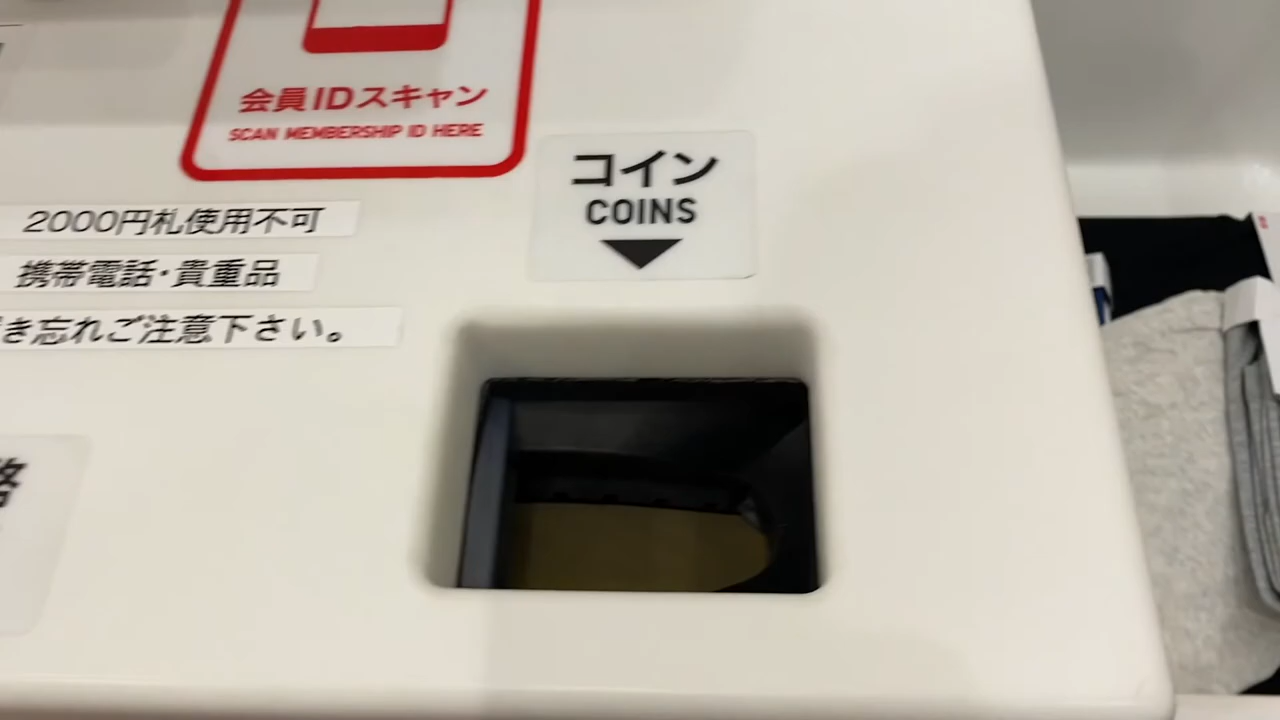 会員IDスキャン
SCAN MEMBERSHIP ID HERE
コイン
COINS
2000円札使用不可
携帯電話・貴重品
き忘れご注意下さい。